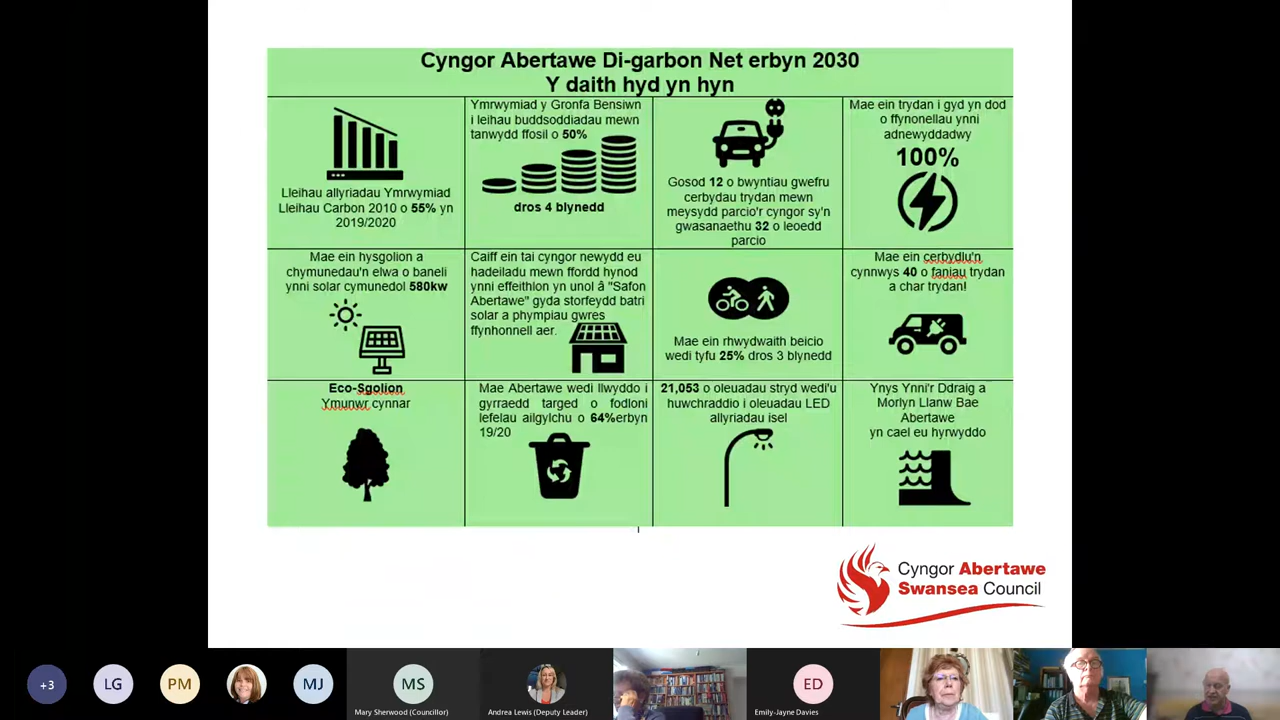 Cyngor Abertawe Di-garbon Net erbyn 2030
Y daith hyd yn hyn
Lleihau allyriadau Ymrwymiad
Lleihau Carbon 2010 o 55% yn
2019/2020
Ymrwymiad y Gronfa Bensiwn
i leihau buddsoddiadau mewn
tanwydd ffosil o 50%
dros 4 blynedd
Gosod 12 o bwyntiau gwefru
cerbydau trydan mewn
meysydd parcio'r cyngor sy'n
gwasanaethu 32 o leoedd
parcio
Mae ein trydan i gyd yn dod
o ffynonellau ynni
adnewyddadwy
100%
Mae ein hysgolion a
chymunedau'n elwa o baneli
ynni solar cymunedol 580kw
Caiff ein tai cyngor newydd eu
hadeiladu mewn ffordd hynod
ynni effeithlon yn unol â "Safon
Abertawe" gyda storfeydd batri
solar a phympiau gwres
ffynhonnell aer.
Mae ein rhwydwaith beicio
wedi tyfu 25% dros 3 blynedd
Mae ein cerbydlu'n
cynnwys 40 o faniau trydan
a char trydan!
Eco-Sgolion
Ymunwr cynnar
Mae Abertawe wedi llwyddo i
gyrraedd targed o fodloni
lefelau ailgylchu o 64%erbyn
19/20
21,053 o oleuadau stryd wedi'u
huwchraddio i oleuadau LED
allyriadau isel
Ynys Ynni'r Ddraig a
Morlyn Llanw Bae
Abertawe
yn cael eu hyrwyddo
Cyngor Abertawe
Swansea Council
+3
LG
PM
MJ
MS
Mary Sherwood (Councillor)
Andrea Lewis (Deputy Leader)
ED
Emily-Jayne Davies